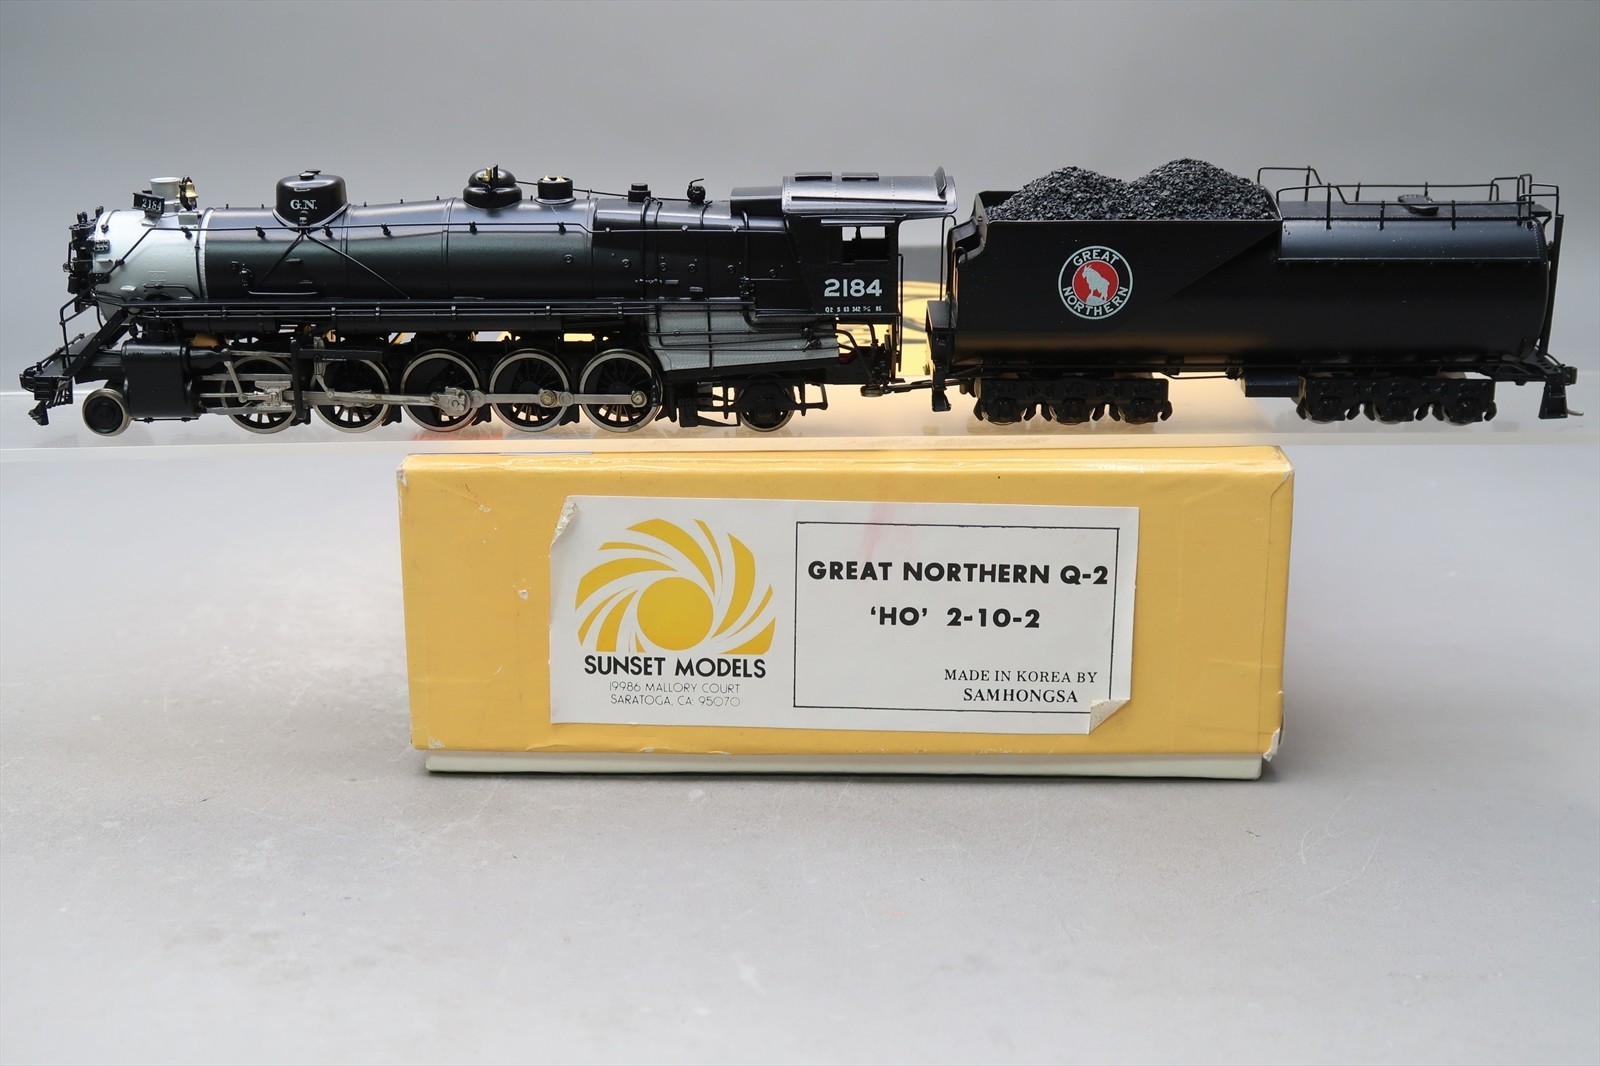 2184
G.N.
2184
GREAT
NORTHERN
GREAT NORTHERN Q-2
'HO' 2-10-2
MADE IN KOREA BY
SAMHONGSA
SUNSET MODELS
19986 MALLORY COURT
SARATOGA, CA. 95070